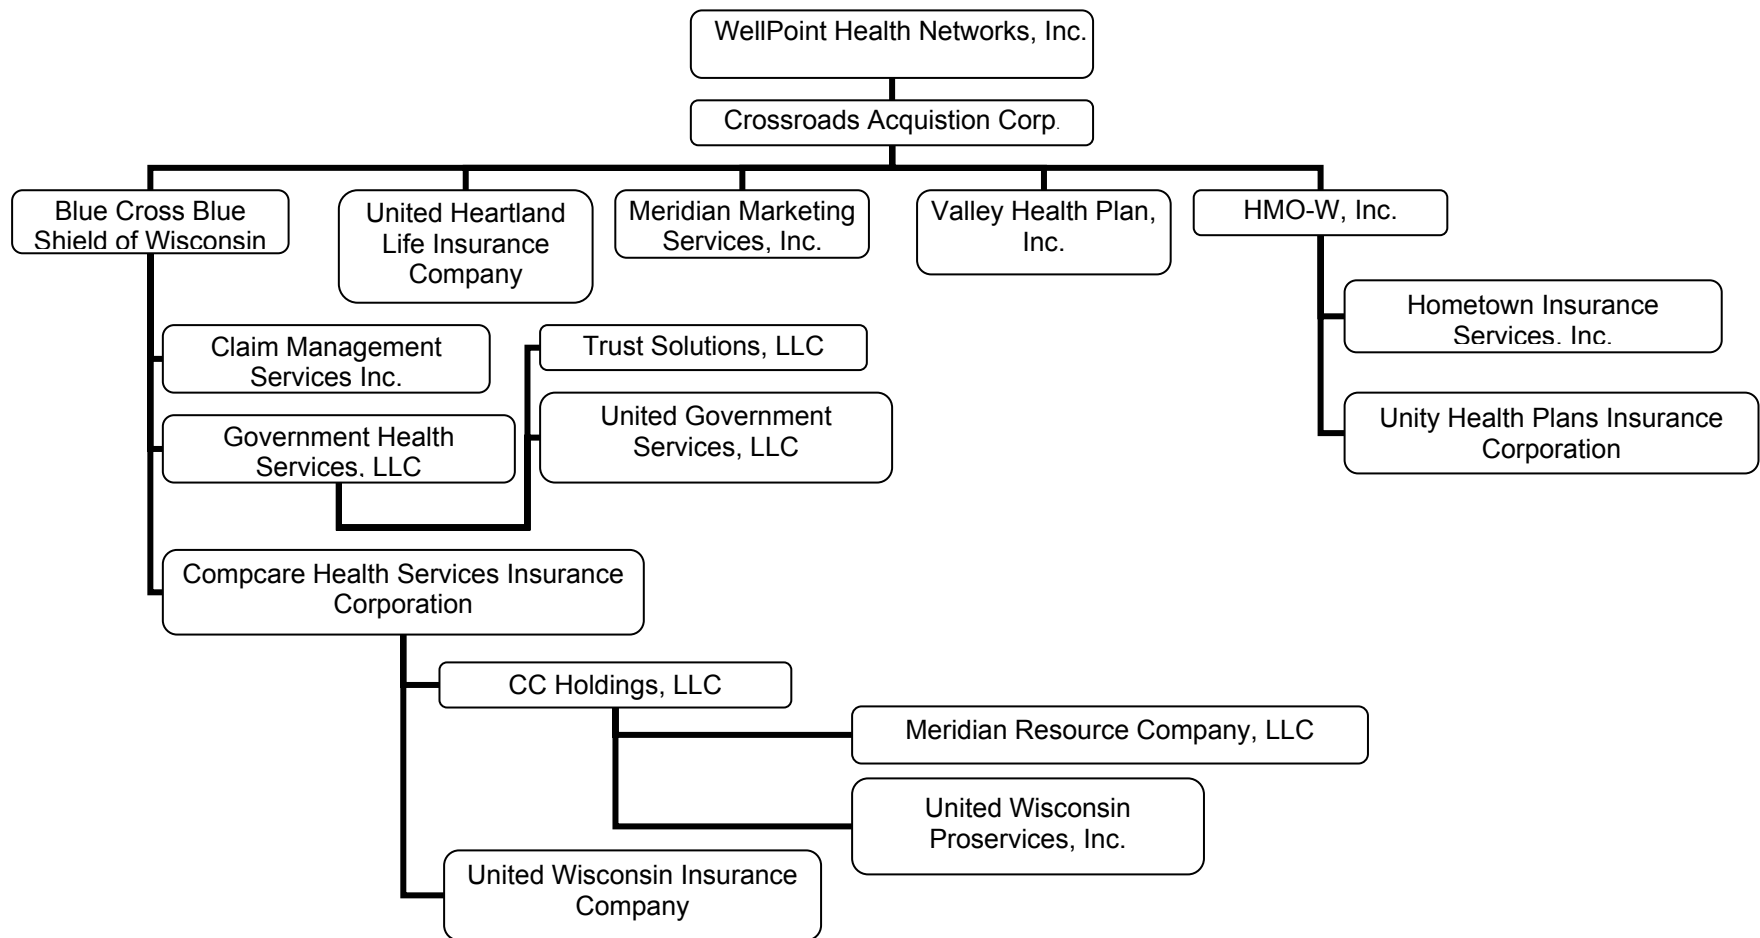 WellPoint Health Networks, Inc.
Crossroads Acquistion Corp.
Blue Cross Blue
Shield of Wisconsin
United Heartland
Life Insurance
Company
Meridian Marketing
Services, Inc.
Valley Health Plan,
Inc.
HMO-W, Inc.
Hometown Insurance
Services, Inc.
Unity Health Plans Insurance
Corporation
Claim Management
Services Inc.
Trust Solutions, LLC
Government Health
Services, LLC
United Government
Services, LLC
Compcare Health Services Insurance
Corporation
CC Holdings, LLC
Meridian Resource Company, LLC
United Wisconsin
Proservices, Inc.
United Wisconsin Insurance
Company